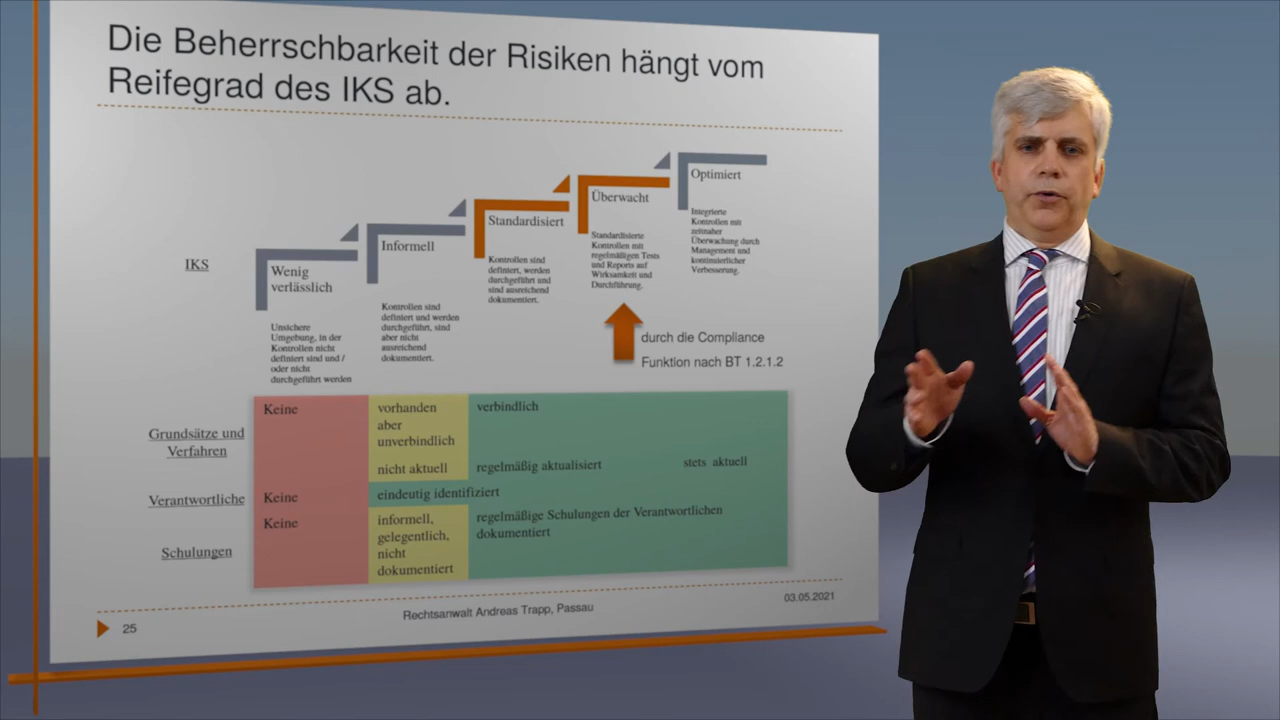 Die Beherrschbarkeit der Risiken hängt vom
Reifegrad des IKS ab.
IKS
Wenig
verlässlich
Unsichere
Umgebung, in der
Kontrollen nicht
definiert sind und /
oder nicht
durchgeführt werden
Informell
Kontrollen sind
definiert und werden
durchgeführt, sind
aber nicht
ausreichend
dokumentiert.
Standardisiert
Kontrollen sind
definiert, werden
durchgeführt und
sind ausreichend
dokumentiert.
Überwacht
Standardisierte
Kontrollen mit
regelmäßigen Tests
und Reports auf
Wirksamkeit und
Durchführung.
Optimiert
Integrierte
Kontrollen mit
zeitnaher
Überwachung durch
Management und
kontinuierlicher
Verbesserung.
durch die Compliance
Funktion nach BT 1.2.1.2
Grundsätze und
Verfahren
Keine
vorhanden
aber
unverbindlich
nicht aktuell
verbindlich
regelmäßig aktualisiert
stets aktuell
Verantwortliche
Keine
eindeutig identifiziert
Schulungen
Keine
informell,
gelegentlich,
nicht
dokumentiert
regelmäßige Schulungen der Verantwortlichen
dokumentiert
25
Rechtsanwalt Andreas Trapp, Passau
03.05.2021